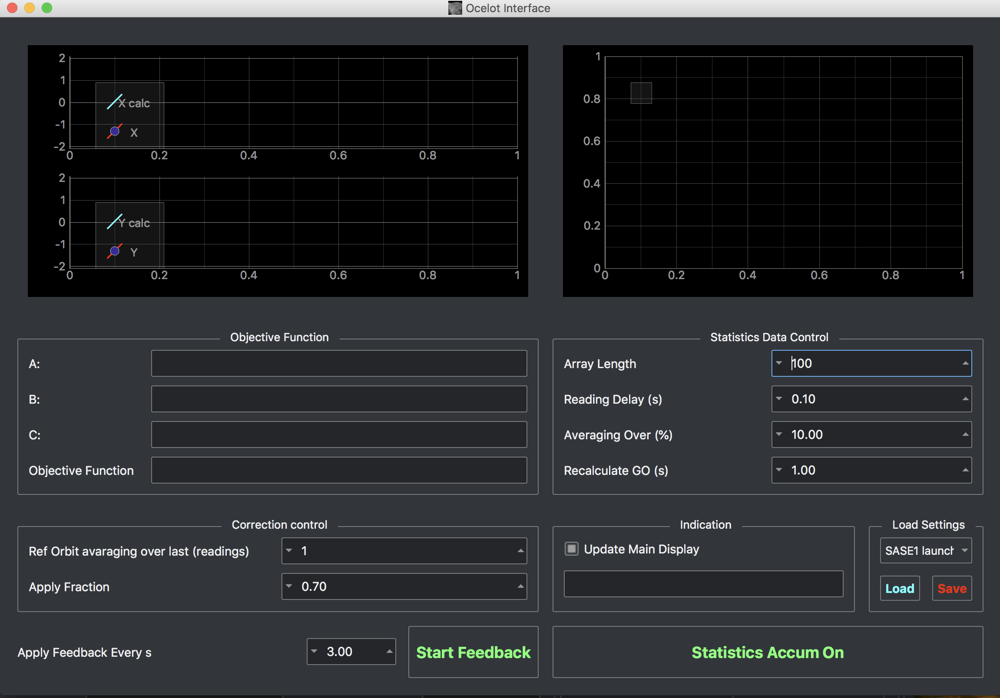 Ocelot Interface
2
1
0
-1
-2
X calc
X
0 0.2 0.4 0.6 0.8 1
2
1
0
-1
-2
Y calc
Y
0 0.2 0.4 0.6 0.8 1
1
0.8
0.6
0.4
0.2
0
0 0.2 0.4 0.6 0.8 1
Objective Function
A:
B:
C:
Objective Function
Statistics Data Control
Array Length 100
Reading Delay (s) 0.10
Averaging Over (%) 10.00
Recalculate GO (s) 1.00
Correction control
Ref Orbit avaraging over last (readings) 1
Apply Fraction 0.70
Indication
Update Main Display
Load Settings
SASE1 launch
Load Save
Apply Feedback Every s 3.00
Start Feedback
Statistics Accum On